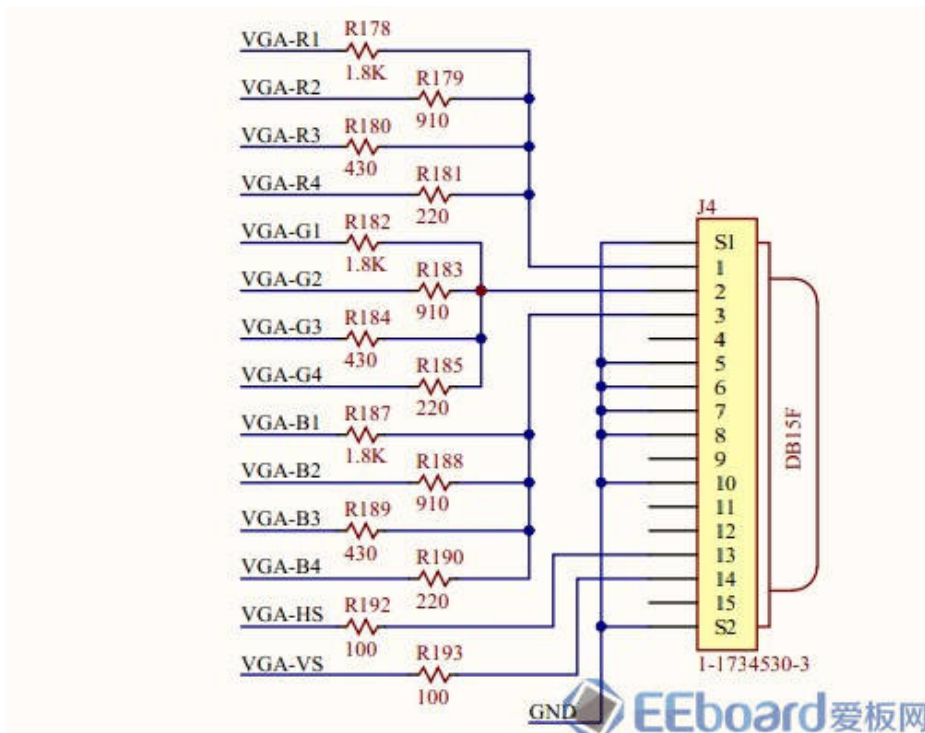 VGA-R1 R178
1.8K
VGA-R2 R179
910
VGA-R3 R180
430
VGA-R4 R181
220
VGA-G1 R182
1.8K
VGA-G2 R183
910
VGA-G3 R184
430
VGA-G4 R185
220
VGA-B1 R187
1.8K
VGA-B2 R188
910
VGA-B3 R189
430
VGA-B4 R190
220
VGA-HS R192
100
VGA-VS R193
100
GND
J4
S1
1
2
3
4
5
6
7
8
9
10
11
12
13
14
15
S2
DB15F
1-1734530-3
EEboard爱板网